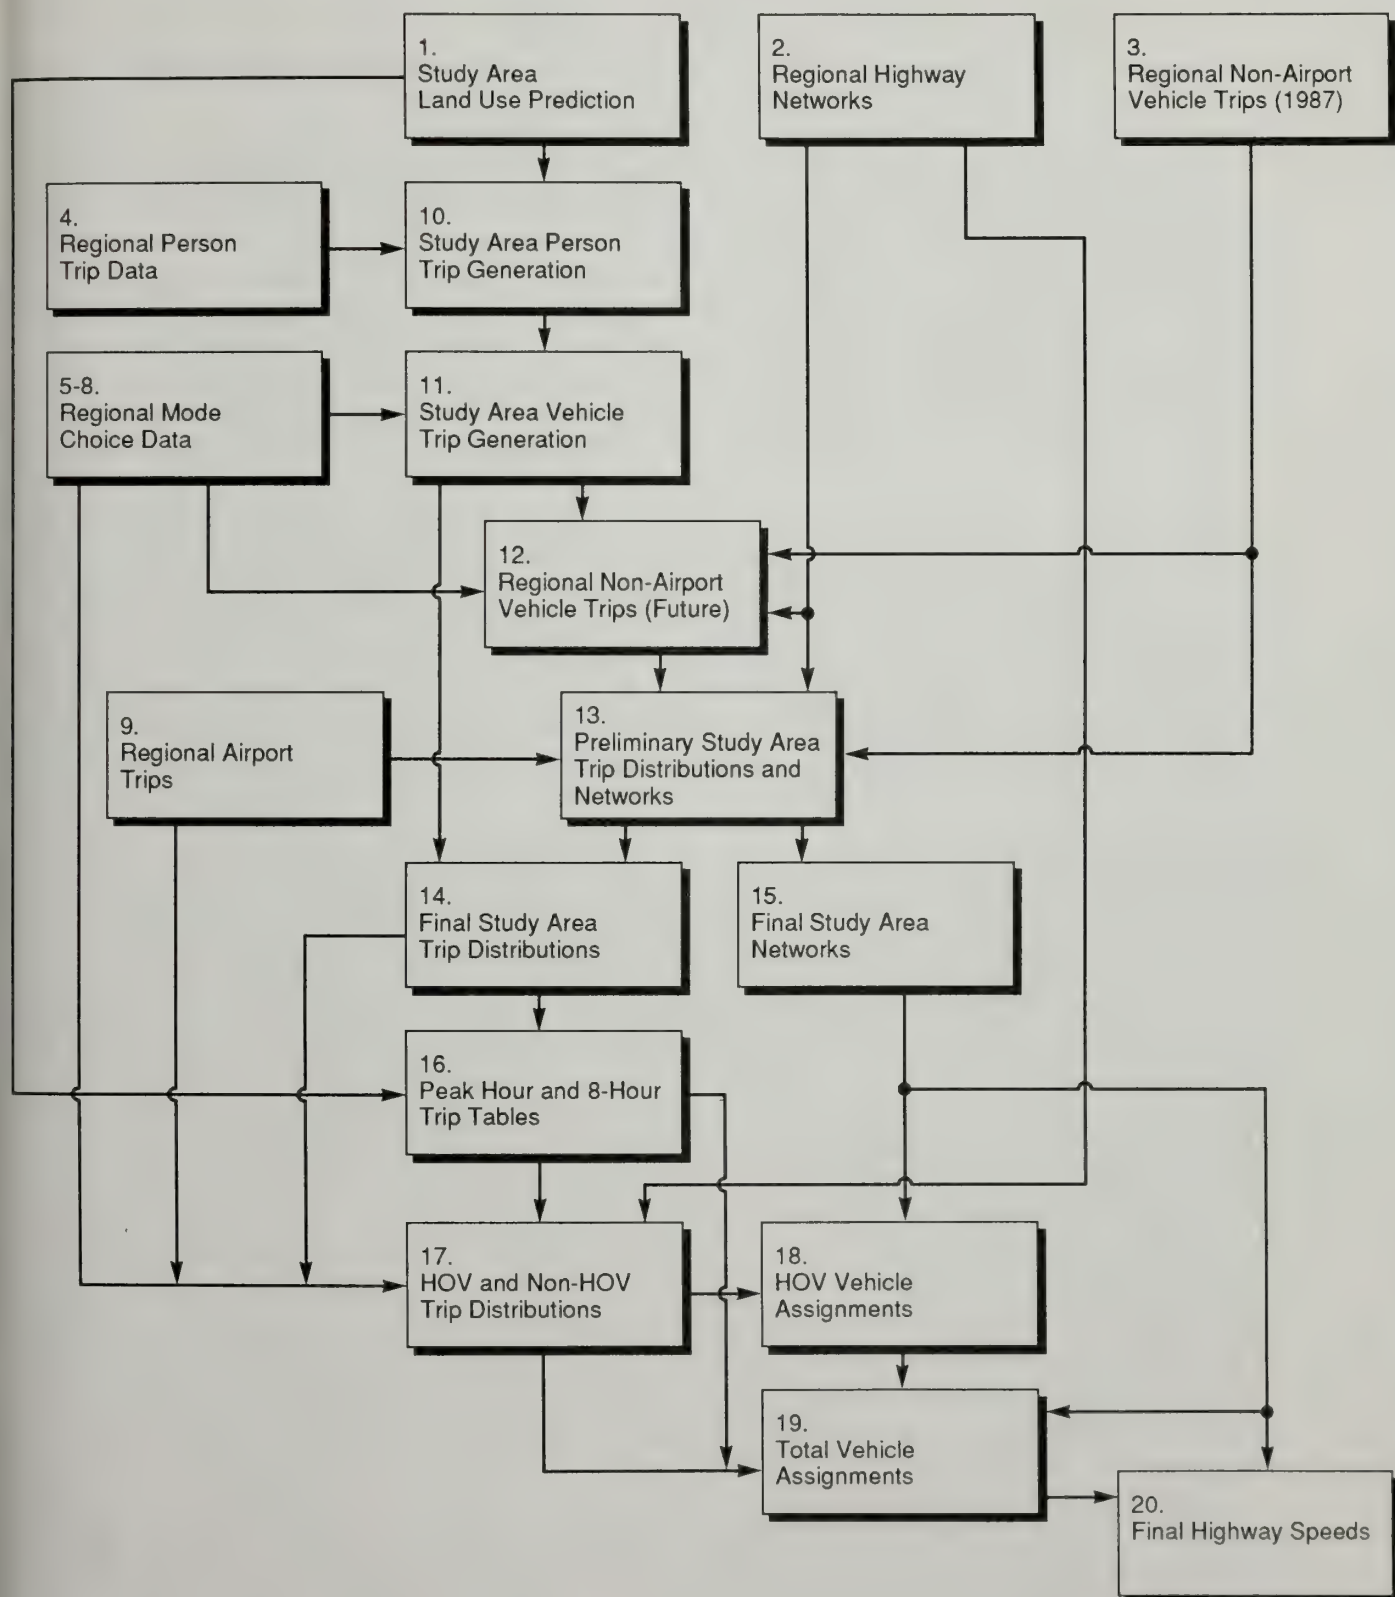 1.
Study Area
Land Use Prediction
2.
Regional Highway
Networks
3.
Regional Non-Airport
Vehicle Trips (1987)
4.
Regional Person
Trip Data
10.
Study Area Person
Trip Generation
5-8.
Regional Mode
Choice Data
11.
Study Area Vehicle
Trip Generation
12.
Regional Non-Airport
Vehicle Trips (Future)
9.
Regional Airport
Trips
13.
Preliminary Study Area
Trip Distributions and
Networks
14.
Final Study Area
Trip Distributions
15.
Final Study Area
Networks
16.
Peak Hour and 8-Hour
Trip Tables
17.
HOV and Non-HOV
Trip Distributions
18.
HOV Vehicle
Assignments
19.
Total Vehicle
Assignments
20.
Final Highway Speeds